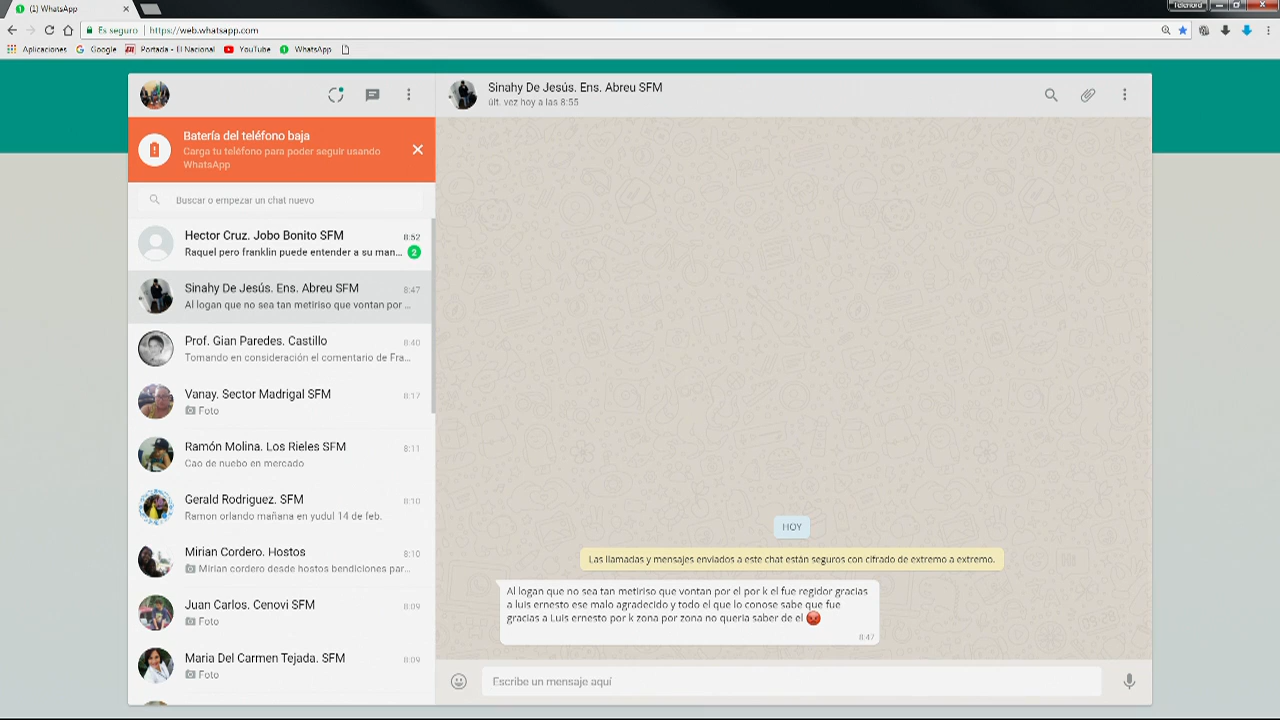 (1) WhatsApp
Telenord
Es seguro | https://web.whatsapp.com
Aplicaciones Google Portada - El Nacional YouTube WhatsApp
Sinahy De Jesús. Ens. Abreu SFM
últ. vez hoy a las 8:55
Batería del teléfono baja
Carga tu teléfono para poder seguir usando
WhatsApp
Buscar o empezar un chat nuevo
Hector Cruz. Jobo Bonito SFM 8:52
Raquel pero franklin puede entender a su man... 2
Sinahy De Jesús. Ens. Abreu SFM 8:47
Al logan que no sea tan metiriso que vontan por ...
Prof. Gian Paredes. Castillo 8:40
Tomando en consideración el comentario de Fra...
Vanay. Sector Madrigal SFM 8:17
Foto
Ramón Molina. Los Rieles SFM 8:11
Cao de nuebo en mercado
Gerald Rodriguez. SFM 8:10
Ramon orlando mañana en yudul 14 de feb.
Mirian Cordero. Hostos 8:10
Mirian cordero desde hostos bendiciones par...
Juan Carlos. Cenovi SFM 8:09
Foto
Maria Del Carmen Tejada. SFM 8:09
Foto
HOY
Las llamadas y mensajes enviados a este chat están seguros con cifrado de extremo a extremo.
Al logan que no sea tan metiriso que vontan por el por k el fue regidor gracias
a luis ernesto ese malo agradecido y todo el que lo conose sabe que fue
gracias a Luis ernesto por k zona por zona no queria saber de el 😡
8:47
Escribe un mensaje aquí